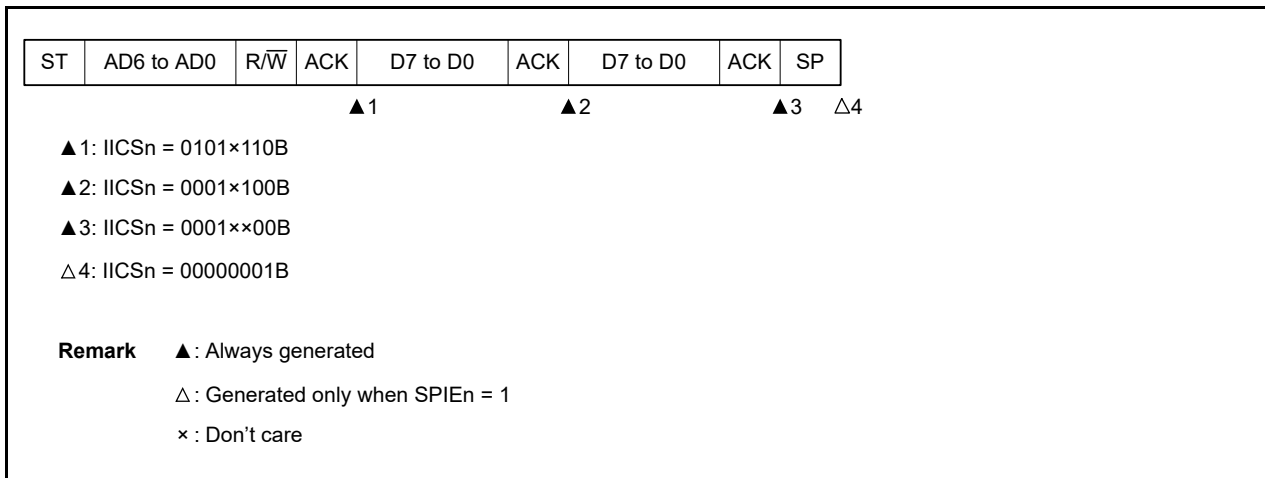 ST AD6 to AD0 R/W̅ ACK D7 to D0 ACK D7 to D0 ACK SP
▲1 ▲2 ▲3 △4
▲1: IICSn = 0101×110B
▲2: IICSn = 0001×100B
▲3: IICSn = 0001××00B
△4: IICSn = 00000001B
Remark ▲: Always generated
△: Generated only when SPIEn = 1
×: Don't care